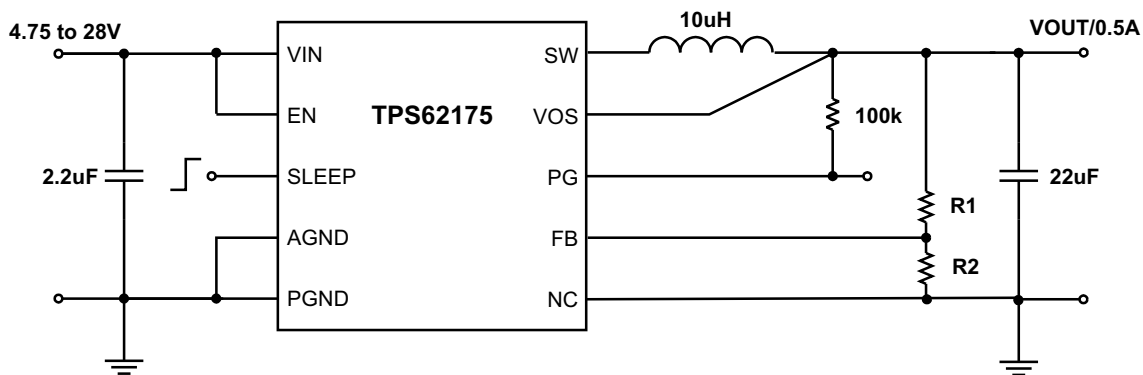 10uH
4.75 to 28V
VOUT/0.5A
VIN
SW
EN
TPS62175
VOS
100k
2.2uF
SLEEP
PG
22uF
R1
AGND
FB
R2
PGND
NC